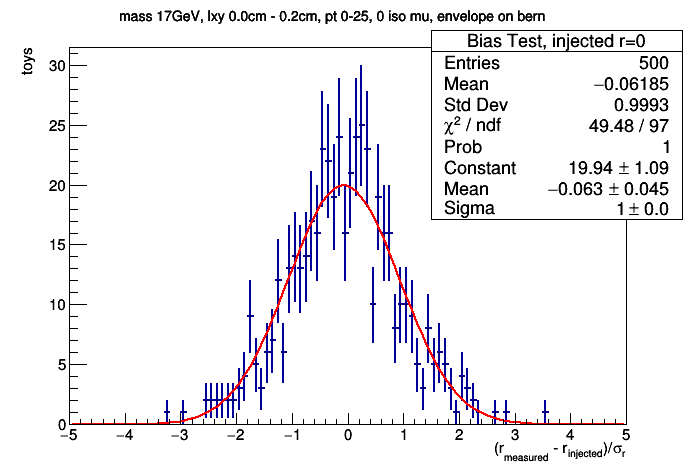 mass 17GeV, lxy 0.0cm - 0.2cm, pt 0-25, 0 iso mu, envelope on bern
Bias Test, injected r=0
Entries 500
Mean −0.06185
Std Dev 0.9993
χ² / ndf 49.48 / 97
Prob 1
Constant 19.94 ± 1.09
Mean −0.063 ± 0.045
Sigma 1 ± 0.0
toys
30
25
20
15
10
5
0
−5 −4 −3 −2 −1 0 1 2 3 4 5
(r_measured - r_injected)/σ_r